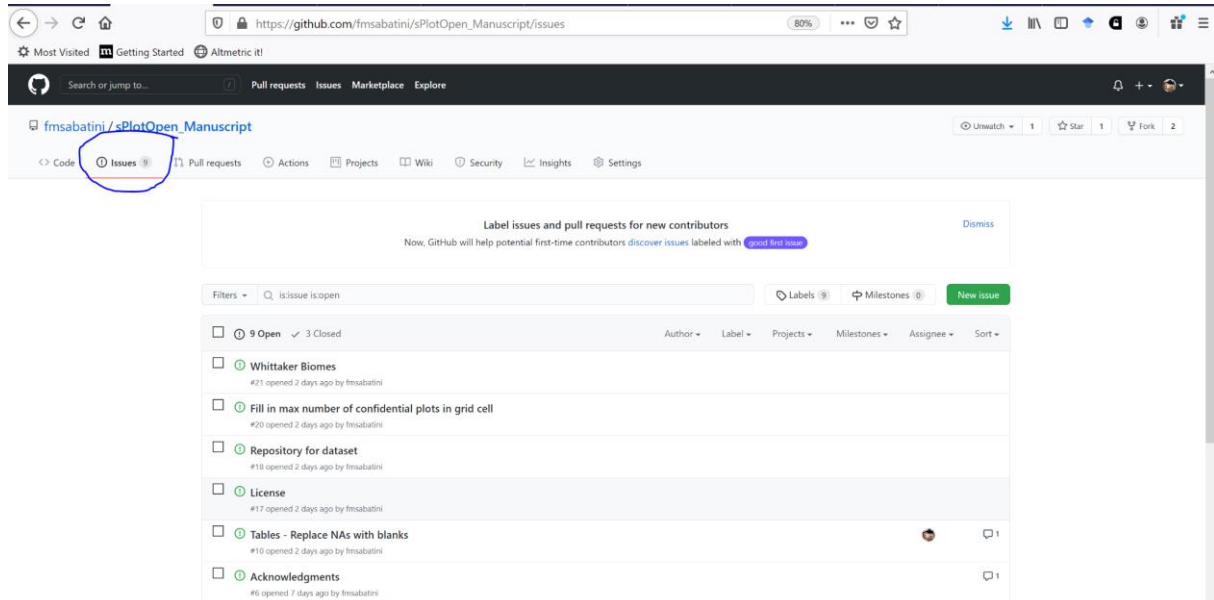 https://github.com/fmsabatini/sPlotOpen_Manuscript/issues 80%
Most Visited m Getting Started Altmetric it!
Search or jump to... / Pull requests Issues Marketplace Explore
fmsabatini / sPlotOpen_Manuscript Unwatch 1 Star 1 Fork 2
Code Issues 9 Pull requests Actions Projects Wiki Security Insights Settings
Label issues and pull requests for new contributors Dismiss
Now, GitHub will help potential first-time contributors discover issues labeled with good first issue
Filters is:issue is:open Labels 9 Milestones 0 New issue
9 Open 3 Closed Author Label Projects Milestones Assignee Sort
Whittaker Biomes
#21 opened 2 days ago by fmsabatini
Fill in max number of confidential plots in grid cell
#20 opened 2 days ago by fmsabatini
Repository for dataset
#18 opened 2 days ago by fmsabatini
License
#17 opened 2 days ago by fmsabatini
Tables - Replace NAs with blanks 1
#10 opened 2 days ago by fmsabatini
Acknowledgments 1
#6 opened 7 days ago by fmsabatini